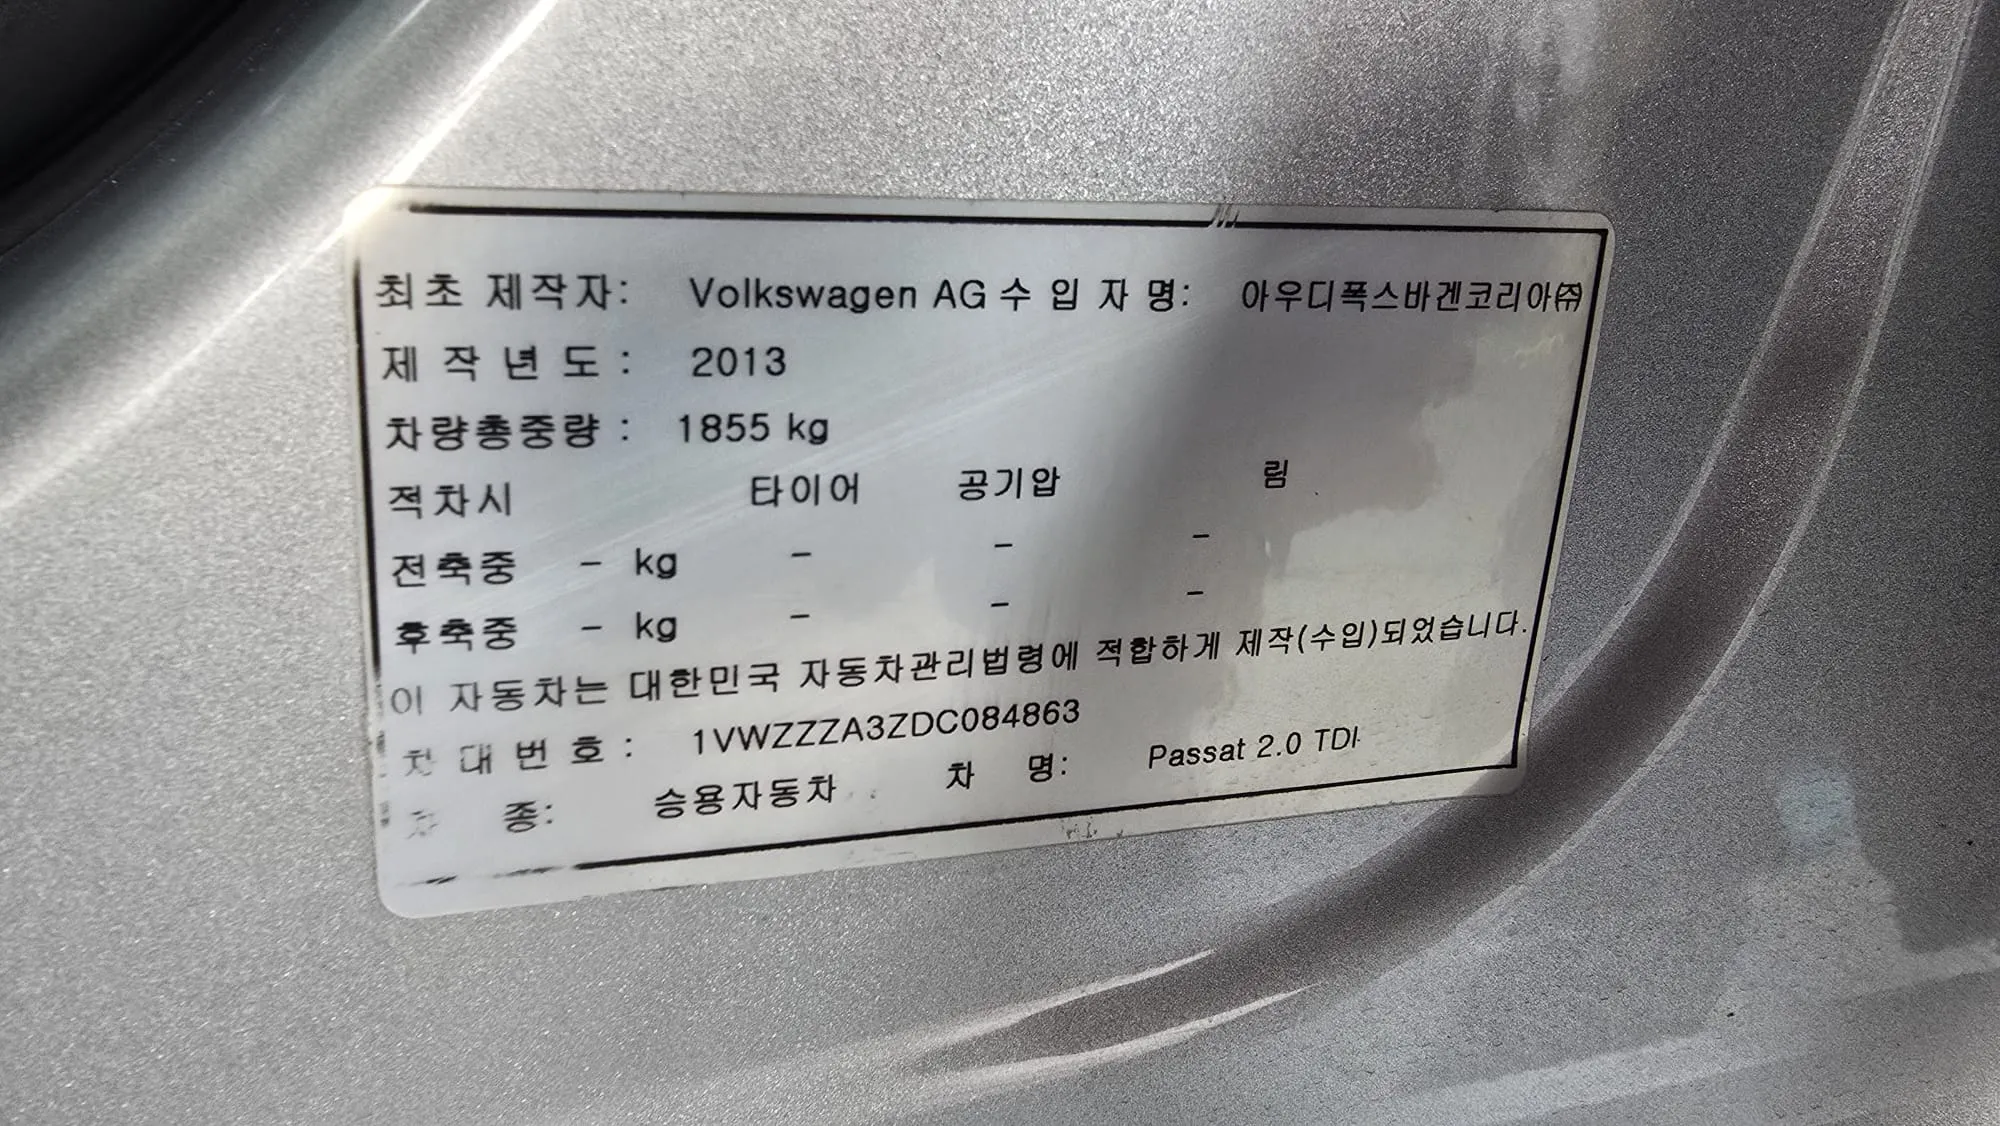 최초 제작자: Volkswagen AG 수 입 자 명: 아우디폭스바겐코리아㈜
제 작 년 도 : 2013
차량총중량 : 1855 kg
적차시 타이어 공기압 림
전축중 - kg - - -
후축중 - kg - - -
이 자동차는 대한민국 자동차관리법령에 적합하게 제작(수입)되었습니다.
차 대 번 호 : 1VWZZZA3ZDC084863
차 종: 승용자동차 차 명: Passat 2.0 TDI